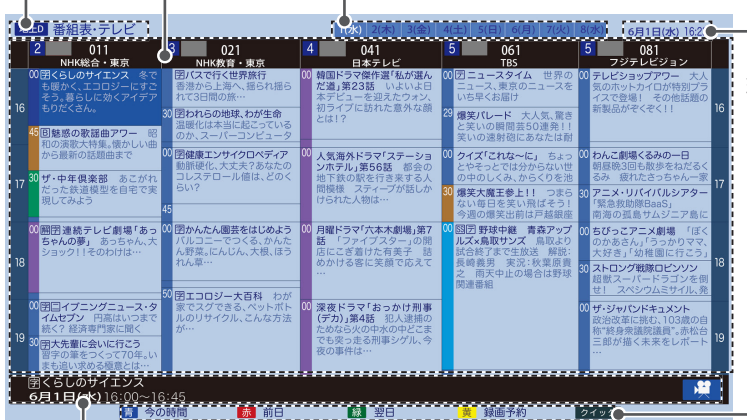 番組表・テレビ
1(水) 2(木) 3(金) 4(土) 5(日) 6(月) 7(火) 8(水)
6月1日(水) 16:2
2 011 NHK総合・東京
3 021 NHK教育・東京
4 041 日本テレビ
5 061 TBS
5 081 フジテレビジョン
16
17
18
19
00 字くらしのサイエンス 冬で
も暖かく、エコロジーにすご
そう。暮らしに効くアイデア
もりだくさん。
45 日魅惑の歌謡曲アワー 昭
和の演歌大特集。懐かしい曲
から最新の話題曲まで
30 ザ・中年倶楽部 あこがれ
だった鉄道模型を自宅で実
現してみよう
00 解字連続テレビ劇場「あっ
ちゃんの夢」 あっちゃん、大
ショック!!そのわけは…
00 字イブニングニュース・タ
イムセブン 円高はいつまで
続く? 経済専門家に聞く
30 字大先輩に会いに行こう
習字の筆をつくって70年。い
まも追い求める極意とは…
字バスで行く世界旅行
香港から上海へ、揺られ揺ら
れて3日間の旅…
30 字われらの地球、わが生命
温暖化は本当に起こっている
のか、スーパーコンピュータ
00 字健康エンサイクロペディア
動脈硬化、大丈夫?あなたの
コレステロール値は、どのく
らい?
45
00 字かんたん園芸をはじめよう
バルコニーでつくる、かんた
ん野菜。にんじん、大根、ほう
れん草…
50 字エコロジー大百科 わが
家でスグできる、ペットボト
ルのリサイクル、こんな方法
が…
00 韓国ドラマ傑作選「私が選ん
だ道」第23話 いよいよ日
本デビューを迎えたウォン、
初ライブに訪れた意外な顔
とは!?
00 人気海外ドラマ「ステーショ
ンホテル」第56話 都会の
地下鉄の駅を行き来する人
間模様 スティーブが話しか
けられた人物は…
00 月曜ドラマ「六本木劇場」第7
話 「ファイブスター」の開
店にこぎ着けた有美子 詰
めかける客に笑顔で応えて
…
00 深夜ドラマ「おっかけ刑事
(デカ)」第4話 犯人逮捕の
ためなら火の中水の中どこま
でも突っ走る刑事シゲル、今
夜の事件は…
00 字ニュースタイム 世界の
ニュース、東京のニュースを
いち早くお届け
29 爆笑パレード 大人気、驚き
と笑いの瞬間芸50連発!!
笑いの速射砲にあなたは耐
00 クイズ「これな~に」 ちょっ
とやそっとでは分からない世
の中のしくみ、からくりを池
30 爆笑大魔王参上!! つまら
ない毎日を笑い飛ばそう!
今週の爆笑出前は戸越銀座
00 SS字野球中継 青森アップ
ルズ×鳥取サンズ 鳥取より
試合終了まで生放送 解説:
長﨑義男 実況:秋葉原貴
之 雨天中止の場合は野球
関連番組
00 テレビショップアワー 大人
気のホットカイロが特別プラ
イスで登場! その他話題の
新製品がぞくぞく!!
00 わんこ劇場くるみの一日
朝昼晩3回も散歩をねだるく
るみ 疲れたさっちゃん一家
30 アニメ・リバイバルシアター
「緊急救助隊BaaS」
南海の孤島サムジニア島に
00 ちびっこアニメ劇場 「ぼく
のかあさん」「うっかりママ、
大好き」「幼稚園に行こう」
30 ストロング戦隊ロビンソン
超獣スーパードラゴンを倒
せ! スペシウムミサイル、発
00 ザ・ジャパンドキュメント
政治改革に挑む、103歳の自
称“終身衆議院議員”。赤松台
三郎が描く未来をレポート
…
字くらしのサイエンス
6月1日(水)16:00~16:45
青 今の時間 赤 前日 緑 翌日 黄 録画予約 クイック